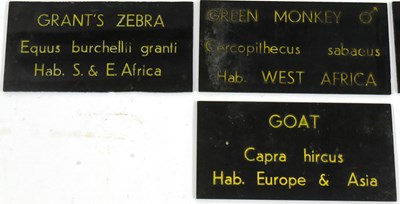 GRANT'S ZEBRA
Equus burchellii granti
Hab. S. & E. Africa
GREEN MONKEY ♂
Cercopithecus sabaeus
Hab. WEST AFRICA
GOAT
Capra hircus
Hab. Europe & Asia